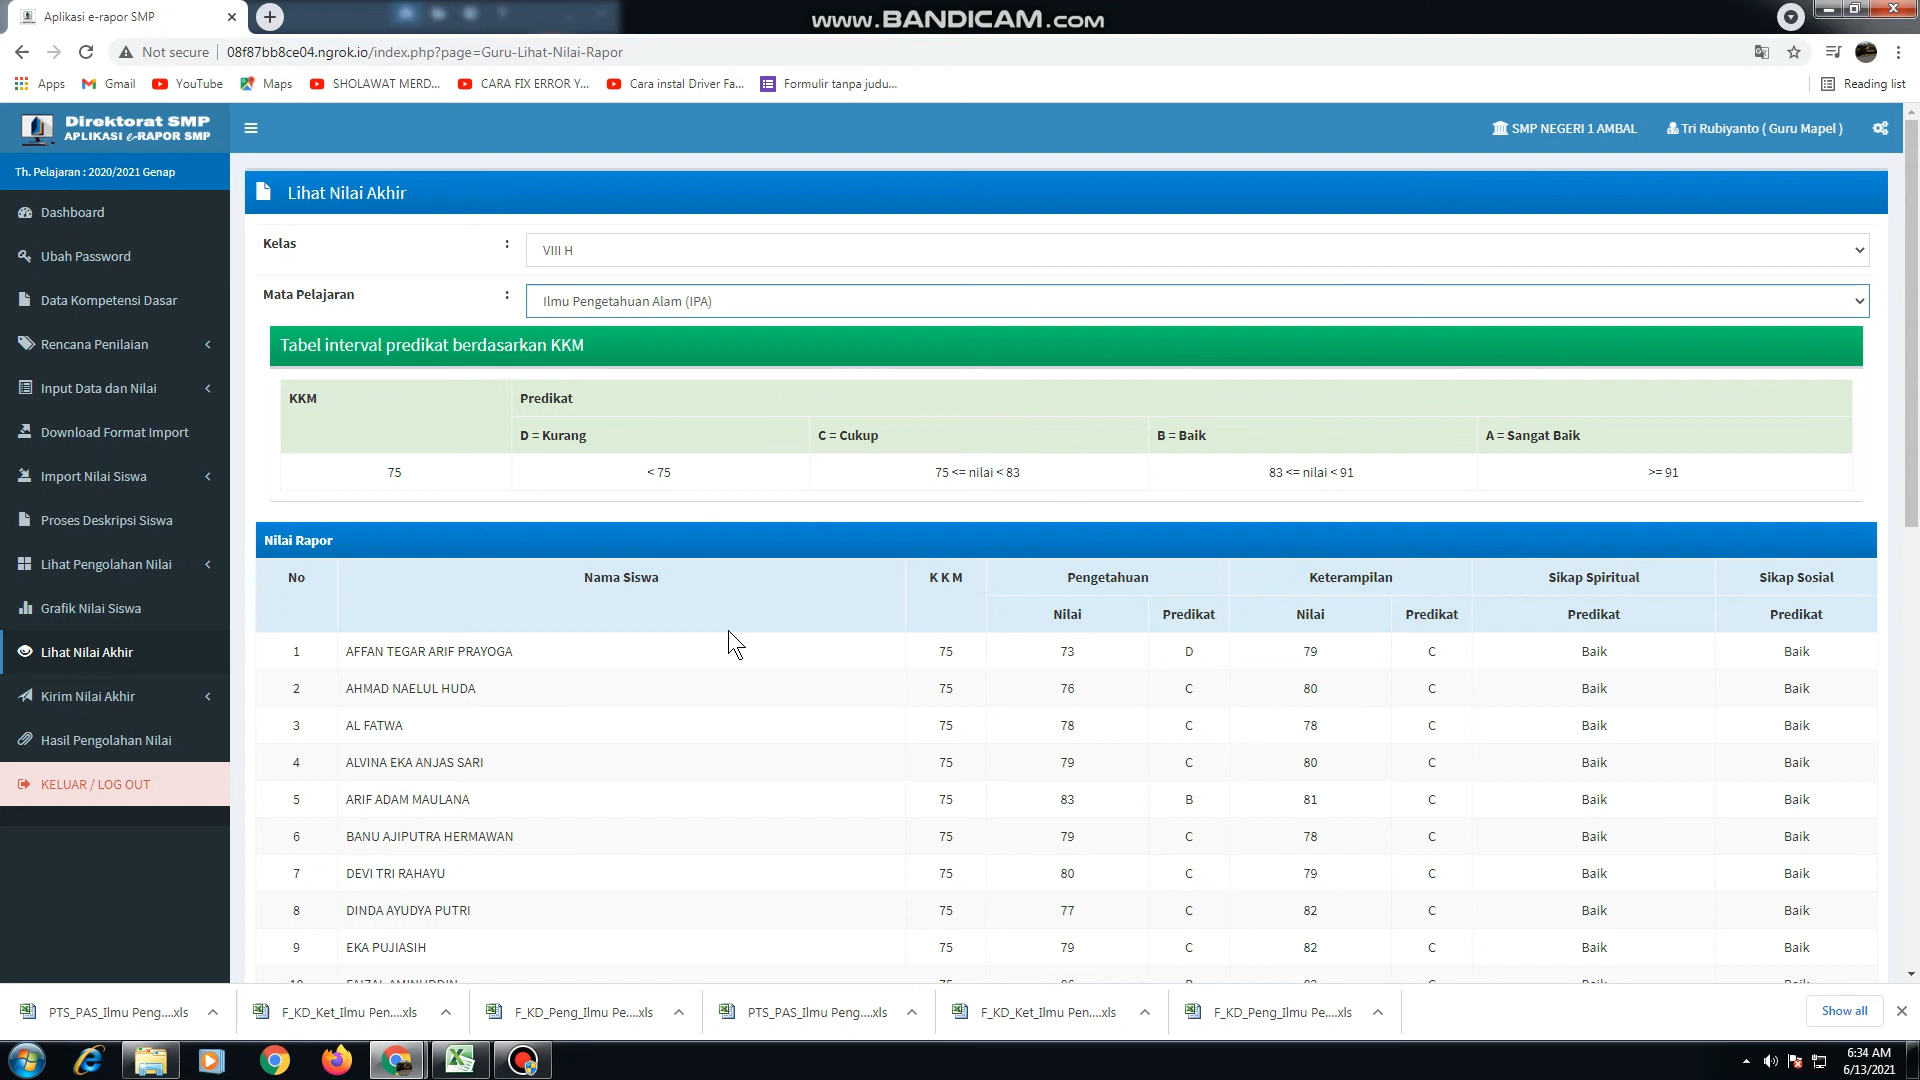 Aplikasi e-rapor SMP
www.BANDICAM.com
Not secure
08f87bb8ce04.ngrok.io/index.php?page=Guru-Lihat-Nilai-Rapor
Apps Gmail YouTube Maps SHOLAWAT MERD... CARA FIX ERROR Y... Cara instal Driver Fa... Formulir tanpa judu... Reading list
Direktorat SMP
APLIKASI e-RAPOR SMP
SMP NEGERI 1 AMBAL Tri Rubiyanto ( Guru Mapel )
Th. Pelajaran : 2020/2021 Genap
Dashboard
Ubah Password
Data Kompetensi Dasar
Rencana Penilaian
Input Data dan Nilai
Download Format Import
Import Nilai Siswa
Proses Deskripsi Siswa
Lihat Pengolahan Nilai
Grafik Nilai Siswa
Lihat Nilai Akhir
Kirim Nilai Akhir
Hasil Pengolahan Nilai
KELUAR / LOG OUT
Lihat Nilai Akhir
Kelas : VIII H
Mata Pelajaran : Ilmu Pengetahuan Alam (IPA)
Tabel interval predikat berdasarkan KKM
KKM Predikat
D = Kurang C = Cukup B = Baik A = Sangat Baik
75 < 75 75 <= nilai < 83 83 <= nilai < 91 >= 91
Nilai Rapor
No Nama Siswa K K M Pengetahuan Keterampilan Sikap Spiritual Sikap Sosial
Nilai Predikat Nilai Predikat Predikat Predikat
1 AFFAN TEGAR ARIF PRAYOGA 75 73 D 79 C Baik Baik
2 AHMAD NAELUL HUDA 75 76 C 80 C Baik Baik
3 AL FATWA 75 78 C 78 C Baik Baik
4 ALVINA EKA ANJAS SARI 75 79 C 80 C Baik Baik
5 ARIF ADAM MAULANA 75 83 B 81 C Baik Baik
6 BANU AJIPUTRA HERMAWAN 75 79 C 78 C Baik Baik
7 DEVI TRI RAHAYU 75 80 C 79 C Baik Baik
8 DINDA AYUDYA PUTRI 75 77 C 82 C Baik Baik
9 EKA PUJIASIH 75 79 C 82 C Baik Baik
PTS_PAS_Ilmu Peng....xls F_KD_Ket_Ilmu Pen....xls F_KD_Peng_Ilmu Pe....xls PTS_PAS_Ilmu Peng....xls F_KD_Ket_Ilmu Pen....xls F_KD_Peng_Ilmu Pe....xls Show all
6:34 AM
6/13/2021